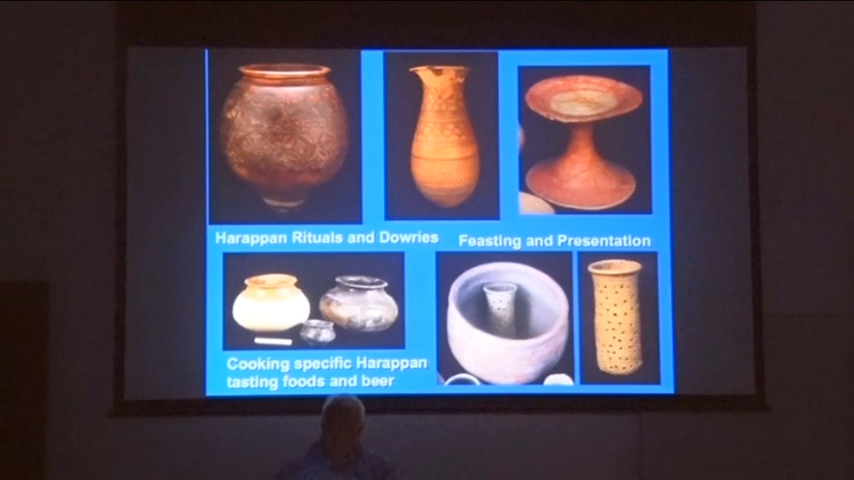 Harappan Rituals and Dowries
Feasting and Presentation
Cooking specific Harappan
tasting foods and beer